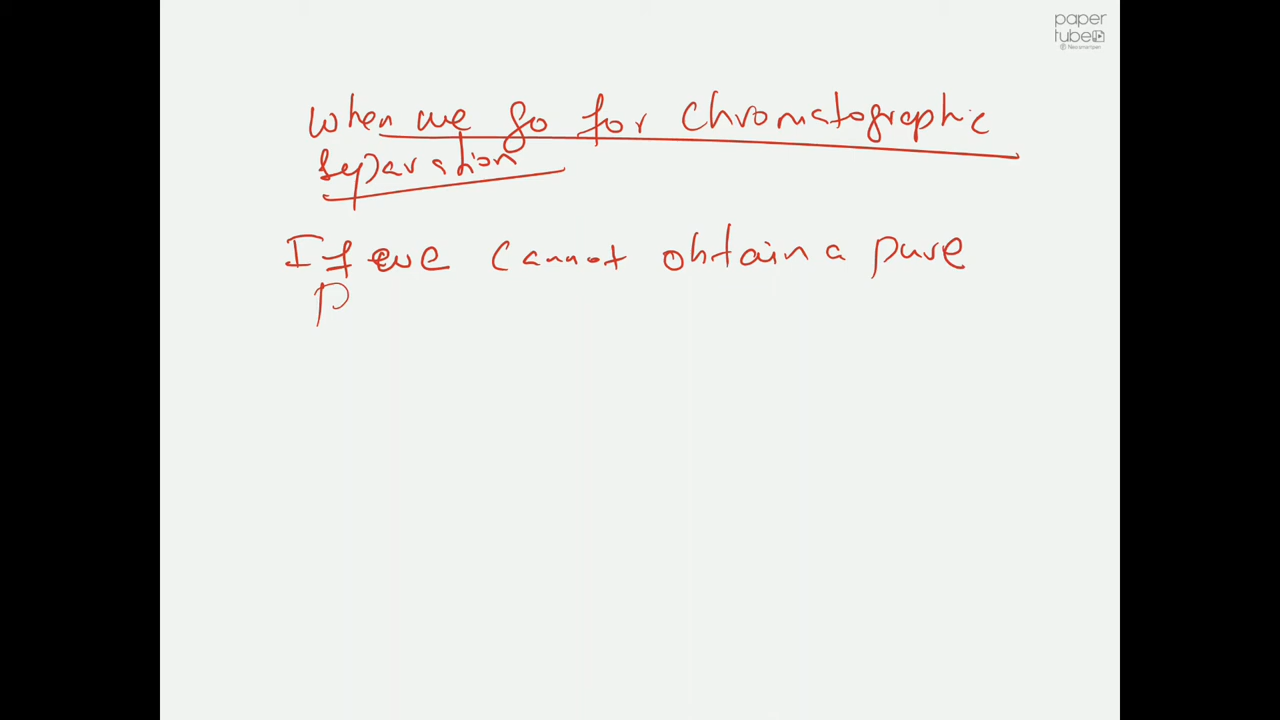 paper
tube
When we go for chromatographic
separation
If we cannot obtain a pure
p